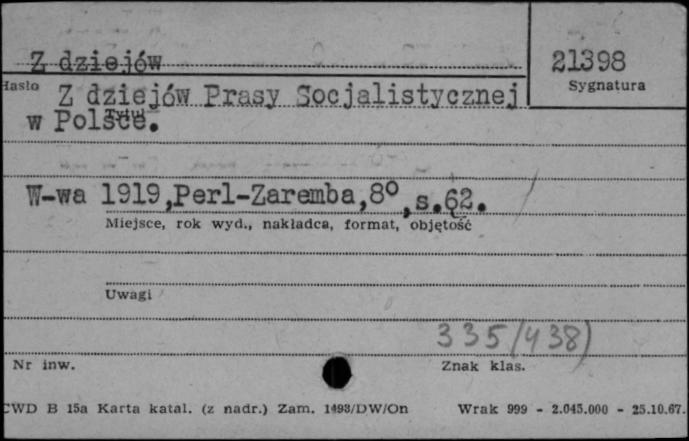 Z dziejów
21398
Hasło
Sygnatura
Z dziejów Prasy Socjalistycznej
w Polsce.
Tytuł
W-wa 1919,Perl-Zaremba,8°,s.62.
Miejsce, rok wyd., nakładca, format, objętość
Uwagi
335/438)
Nr inw.
Znak klas.
CWD B 15a Karta katal. (z nadr.) Zam. 1493/DW/On
Wrak 999 - 2.045.000 - 25.10.67.